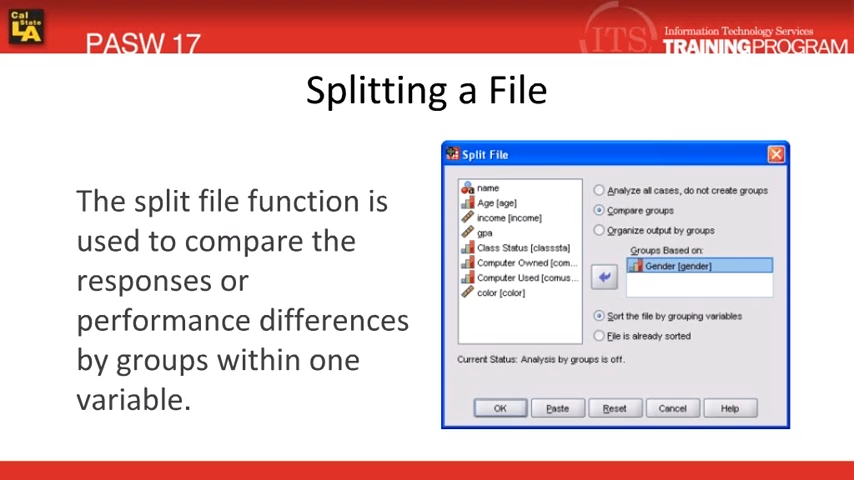 Cal
State
LA
PASW 17
ITS
Information Technology Services
TRAINING PROGRAM
Splitting a File
The split file function is
used to compare the
responses or
performance differences
by groups within one
variable.
Split File
name
Age [age]
income [income]
gpa
Class Status [classsta]
Computer Owned [com...
Computer Used [comus...
color [color]
Analyze all cases, do not create groups
Compare groups
Organize output by groups
Groups Based on:
Gender [gender]
Sort the file by grouping variables
File is already sorted
Current Status: Analysis by groups is off.
OK
Paste
Reset
Cancel
Help